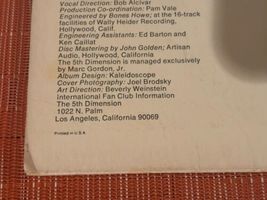 Vocal Direction: Bob Alcivar
Production Co-ordination: Pam Vale
Engineered by Bones Howe; at the 16-track
facilities of Wally Heider Recording,
Hollywood, Calif.
Engineering Assistants: Ed Barton and
Ken Caillat
Disc Mastering by John Golden; Artisan
Audio, Hollywood, California
The 5th Dimension is managed exclusively
by Marc Gordon, Jr.
Album Design: Kaleidoscope
Cover Photography: Joel Brodsky
Art Direction: Beverly Weinstein
International Fan Club Information
The 5th Dimension
1022 N. Palm
Los Angeles, California 90069
Printed in U.S.A.